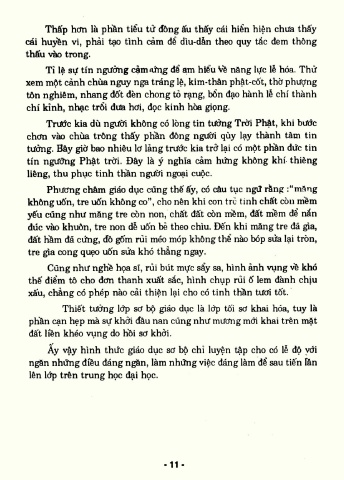 Thấp hơn là phần tiểu tử đông ấu thấy cái hiển hiện chưa thấy
cái huyền vi, phải tạo tình cảm để dìu-dẫn theo quy tắc đem thông
thấu vào trong.
Tỉ lệ sự tín ngưởng cảm-ứng để am hiểu về năng lực lễ hóa. Thử
xem một cảnh chùa nguy nga tráng lệ, kim-thân phật-cốt, thờ phượng
tôn nghiêm, nhang đốt đèn chong tỏ rạng, bổn đạo hành lễ chỉ thành
chí kỉnh, nhạc trổi đưa hơi, đọc kinh hòa giọng.
Trước kia dù người không có lòng tin tưởng Trời Phật, khi bước
chơn vào chùa trông thấy phần đông người qùy lạy thành tâm tin
tưởng. Bây giờ bao nhiêu lơ lảng trước kia trở lại có một phần đức tin
tín ngưởng Phật trời. Đây là ý nghĩa cảm hứng không khí thiêng
liêng, thu phục tinh thần người ngoại cuộc.
Phương châm giáo dục cũng thế ấy, có câu tục ngữ rằng :"măng
không uốn, tre uốn không co", cho nên khi con trẻ tính chất còn mềm
yếu cũng như măng tre còn non, chất đất còn mềm, đất mềm để nắn
đúc vào khuôn, tre non dễ uốn bẻ theo chìu. Đến khi măng tre đã gìa,
đất hầm đã cứng, đồ gốm rủi méo móp không thể nào bóp sửa lại tròn,
tre gìa cong quẹo uốn sửa khó thẳng ngay.
Cũng như nghề họa sĩ, rủi bút mực sẩy sa, hình ảnh vụng về khó
thể điểm tô cho đơn thanh xuất sắc, hình chụp rủi ố lem đành chịu
xấu, chẳng có phép nào cải thiện lại cho có tinh thần tươi tốt.
Thiết tưởng lớp sơ bộ giáo dục là lớp tối sơ khai hóa, tuy là
phần cạn hẹp mà sự khởi đầu nan cũng như mương mới khai trên mặt
đất liền khéo vụng do hồi sơ khởi.
Ấy vậy hình thức giáo dục sơ bộ chỉ luyện tập cho có lễ độ với
ngăn những điều đáng ngăn, làm những việc đáng làm để sau tiến lần
lên lớp trên trung học đại học.
- 11 -